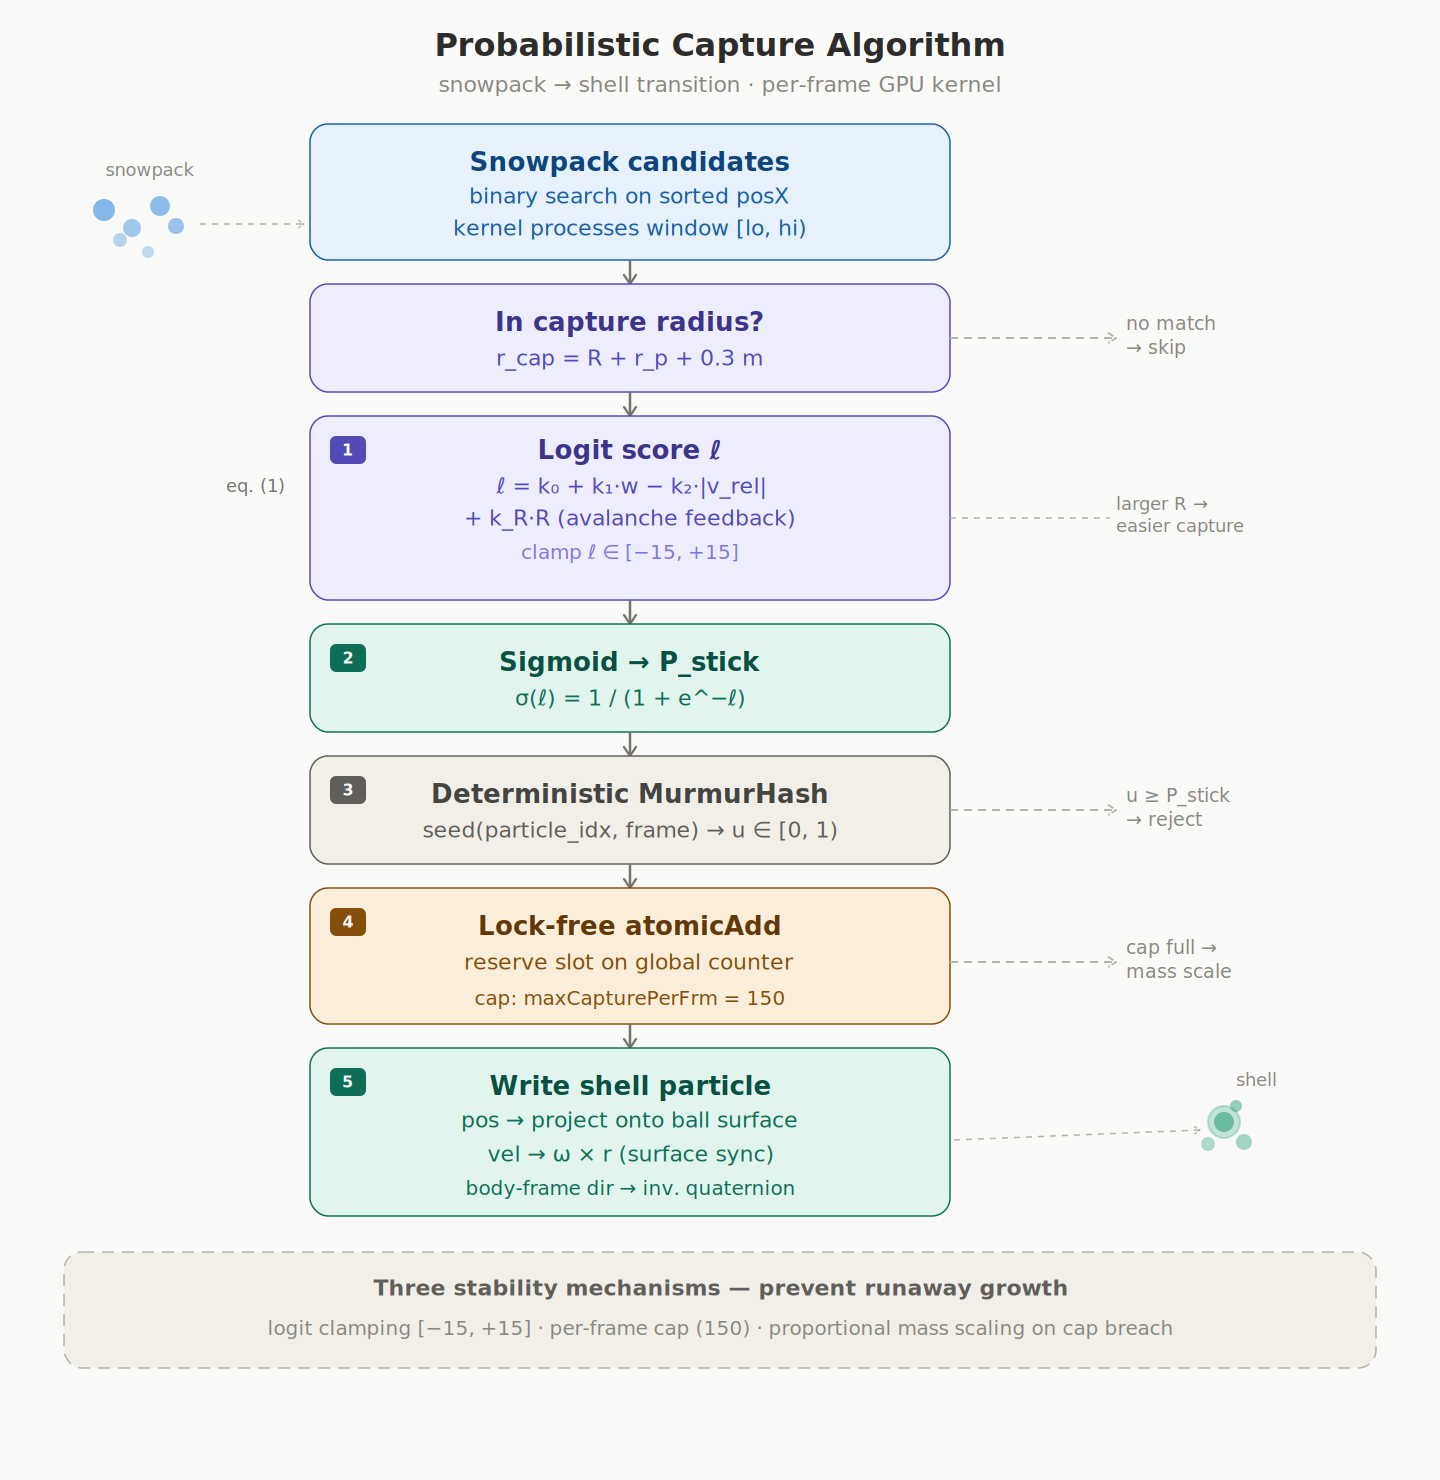 Probabilistic Capture Algorithm
snowpack → shell transition · per-frame GPU kernel
snowpack
Snowpack candidates
binary search on sorted posX
kernel processes window [lo, hi)
In capture radius?
r_cap = R + r_p + 0.3 m
no match
→ skip
1
Logit score ℓ
eq. (1)
ℓ = k₀ + k₁·w − k₂·|v_rel|
+ k_R·R (avalanche feedback)
clamp ℓ ∈ [−15, +15]
larger R →
easier capture
2
Sigmoid → P_stick
σ(ℓ) = 1 / (1 + e^−ℓ)
3
Deterministic MurmurHash
seed(particle_idx, frame) → u ∈ [0, 1)
u ≥ P_stick
→ reject
4
Lock-free atomicAdd
reserve slot on global counter
cap: maxCapturePerFrm = 150
cap full →
mass scale
5
Write shell particle
pos → project onto ball surface
vel → ω × r (surface sync)
body-frame dir → inv. quaternion
shell
Three stability mechanisms — prevent runaway growth
logit clamping [−15, +15] · per-frame cap (150) · proportional mass scaling on cap breach